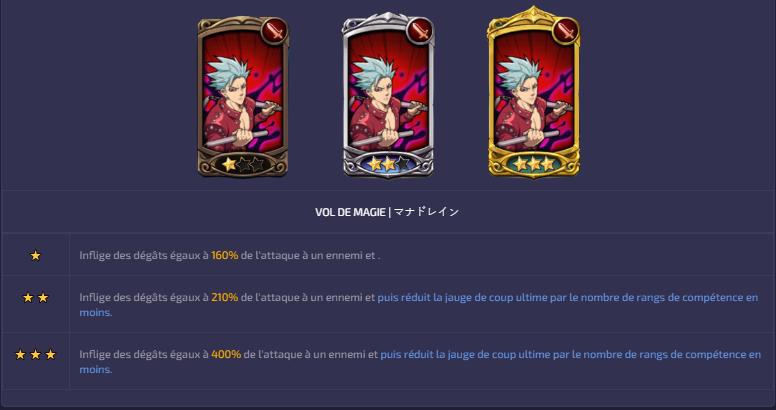 VOL DE MAGIE | マナドレイン
Inflige des dégâts égaux à 160% de l'attaque à un ennemi et .
Inflige des dégâts égaux à 210% de l'attaque à un ennemi et puis réduit la jauge de coup ultime par le nombre de rangs de compétence en
moins.
Inflige des dégâts égaux à 400% de l'attaque à un ennemi et puis réduit la jauge de coup ultime par le nombre de rangs de compétence en
moins.